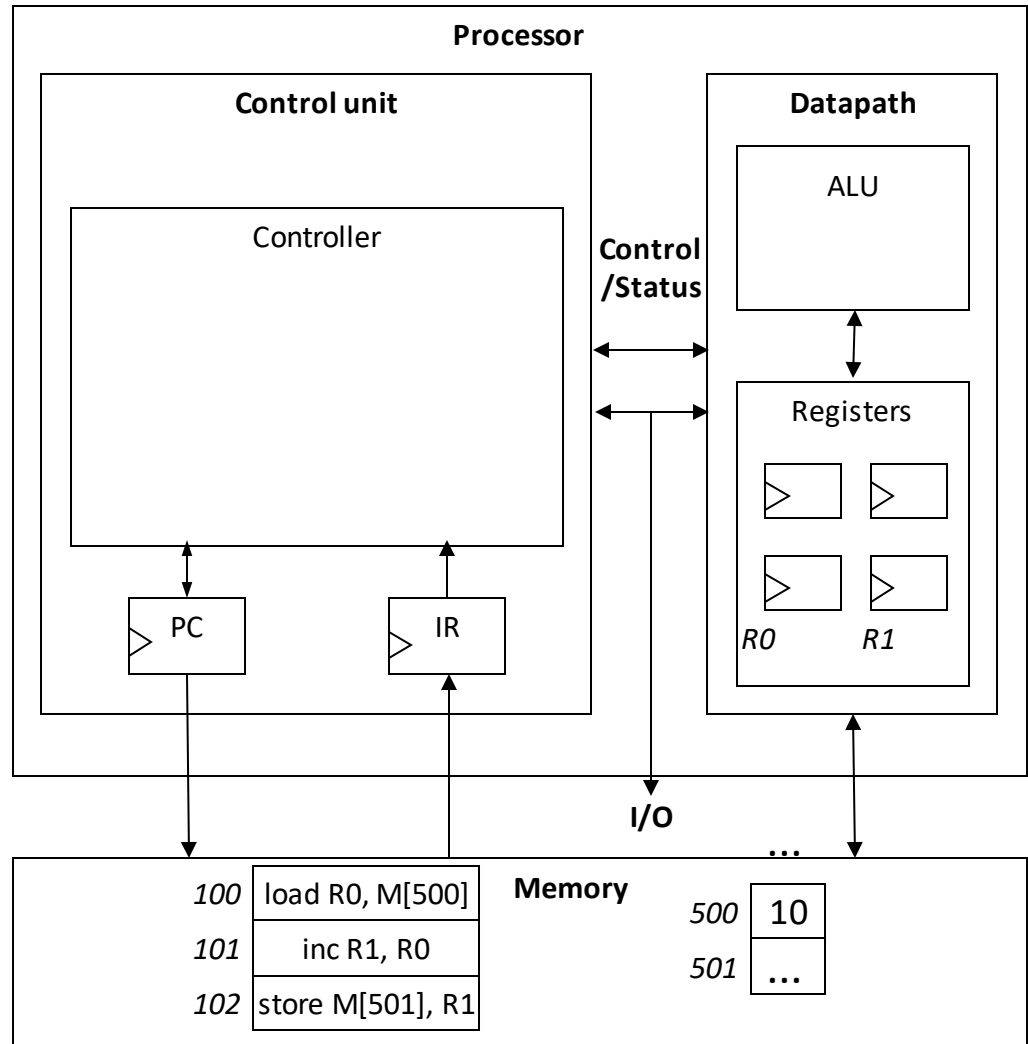 Processor
Control unit
Datapath
Controller
ALU
Control
/Status
Registers
R0
R1
PC
IR
I/O
...
Memory
100 load R0, M[500]
101 inc R1, R0
102 store M[501], R1
500 10
501 ...